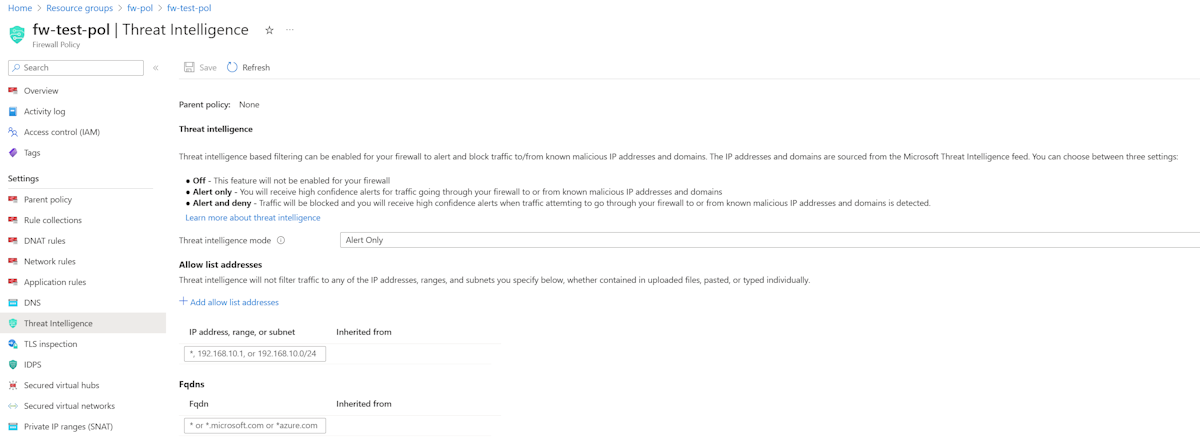 Home > Resource groups > fw-pol > fw-test-pol
fw-test-pol | Threat Intelligence
Firewall Policy
Search
Save Refresh
Overview
Activity log
Access control (IAM)
Tags
Settings
Parent policy
Rule collections
DNAT rules
Network rules
Application rules
DNS
Threat Intelligence
TLS inspection
IDPS
Secured virtual hubs
Secured virtual networks
Private IP ranges (SNAT)
Parent policy: None
Threat intelligence
Threat intelligence based filtering can be enabled for your firewall to alert and block traffic to/from known malicious IP addresses and domains. The IP addresses and domains are sourced from the Microsoft Threat Intelligence feed. You can choose between three settings:
● Off - This feature will not be enabled for your firewall
● Alert only - You will receive high confidence alerts for traffic going through your firewall to or from known malicious IP addresses and domains
● Alert and deny - Traffic will be blocked and you will receive high confidence alerts when traffic attemting to go through your firewall to or from known malicious IP addresses and domains is detected.
Learn more about threat intelligence
Threat intelligence mode Alert Only
Allow list addresses
Threat intelligence will not filter traffic to any of the IP addresses, ranges, and subnets you specify below, whether contained in uploaded files, pasted, or typed individually.
+ Add allow list addresses
IP address, range, or subnet Inherited from
*, 192.168.10.1, or 192.168.10.0/24
Fqdns
Fqdn Inherited from
* or *.microsoft.com or *azure.com